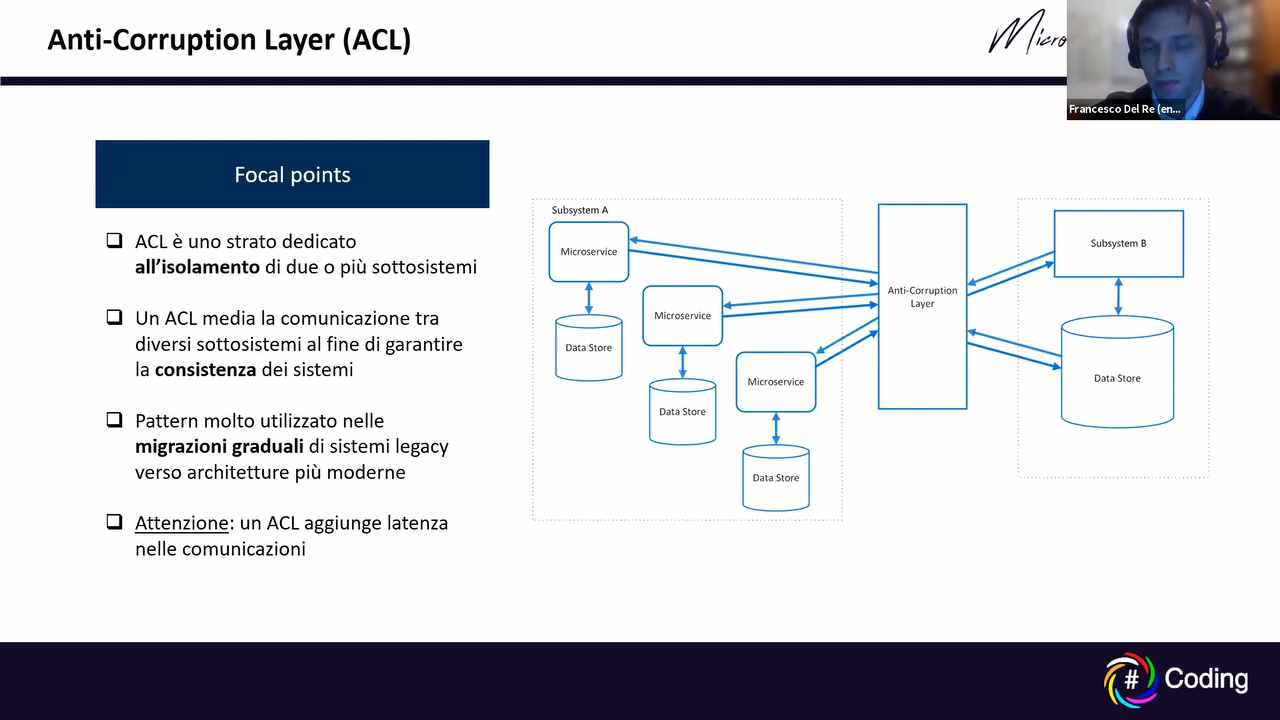 Anti-Corruption Layer (ACL)
Micro
Francesco Del Re (en...
Focal points
ACL è uno strato dedicato
all’isolamento di due o più sottosistemi
Un ACL media la comunicazione tra
diversi sottosistemi al fine di garantire
la consistenza dei sistemi
Pattern molto utilizzato nelle
migrazioni graduali di sistemi legacy
verso architetture più moderne
Attenzione: un ACL aggiunge latenza
nelle comunicazioni
Subsystem A
Microservice
Data Store
Microservice
Data Store
Microservice
Data Store
Anti-Corruption
Layer
Subsystem B
Data Store
# Coding